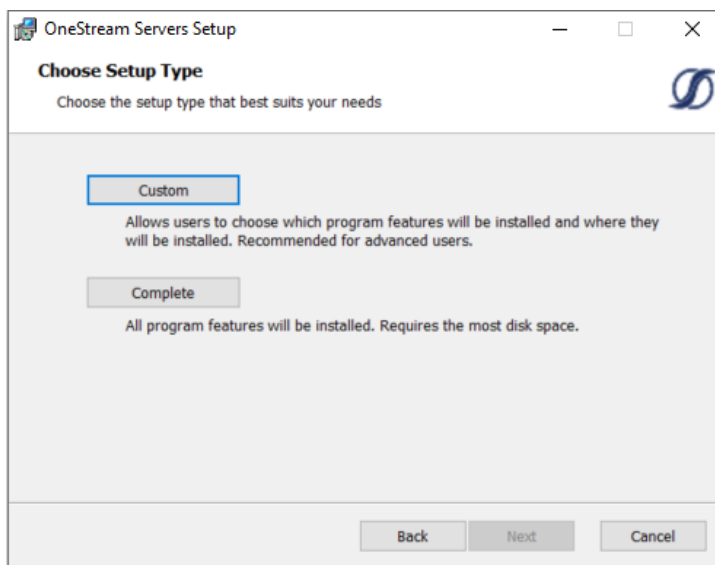 OneStream Servers Setup
Choose Setup Type
Choose the setup type that best suits your needs
Custom
Allows users to choose which program features will be installed and where they
will be installed. Recommended for advanced users.
Complete
All program features will be installed. Requires the most disk space.
Back
Next
Cancel